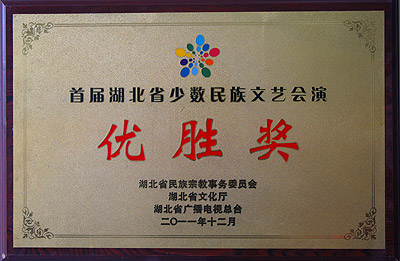 首届湖北省少数民族文艺会演
优胜奖
湖北省民族宗教事务委员会
湖北省文化厅
湖北省广播电视总台
二〇一一年十二月